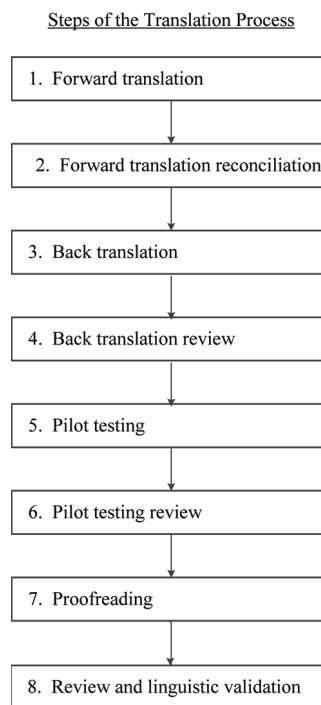 Steps of the Translation Process
1. Forward translation
2. Forward translation reconciliation
3. Back translation
4. Back translation review
5. Pilot testing
6. Pilot testing review
7. Proofreading
8. Review and linguistic validation